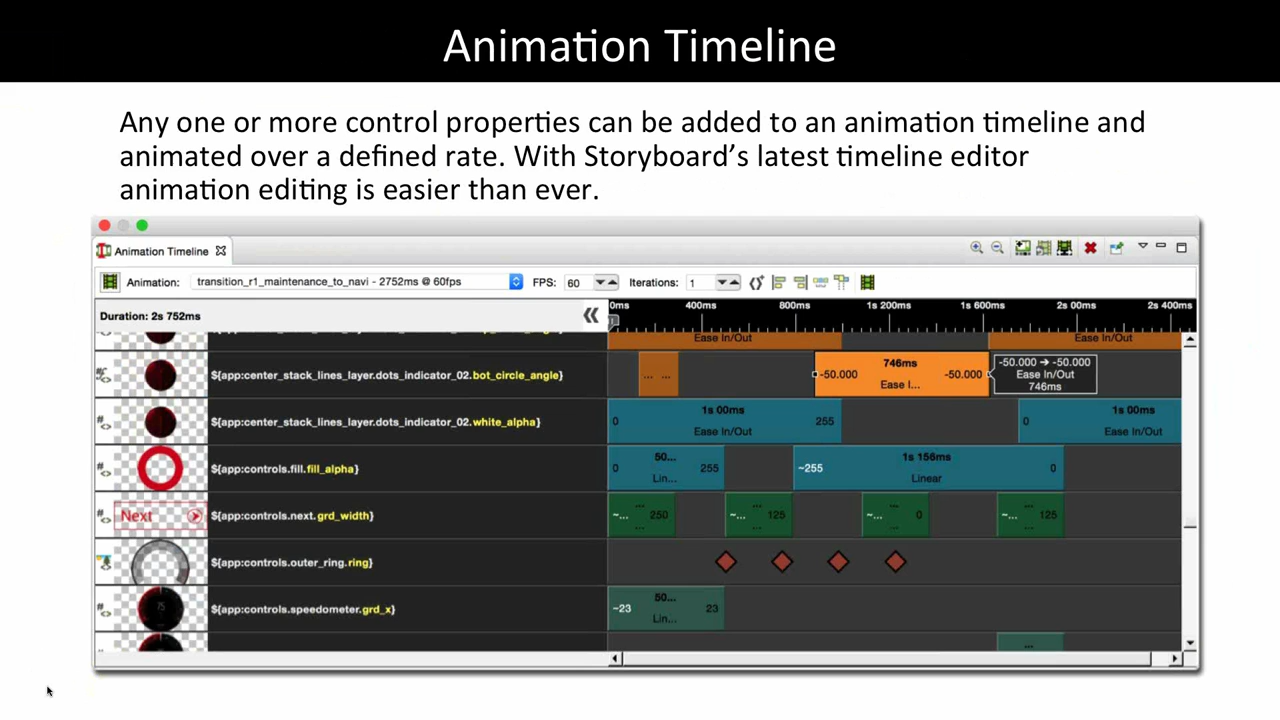 Animation Timeline
Any one or more control properties can be added to an animation timeline and
animated over a defined rate. With Storyboard's latest timeline editor
animation editing is easier than ever.
Animation Timeline
Animation: transition_r1_maintenance_to_navi - 2752ms @ 60fps FPS: 60 Iterations: 1
Duration: 2s 752ms
0ms 400ms 800ms 1s 200ms 1s 600ms 2s 00ms 2s 400ms
Ease In/Out Ease In/Out
${app:center_stack_lines_layer.dots_indicator_02.bot_circle_angle}
... ...
746ms
-50.000 -50.000
Ease I...
-50.000 ➔ -50.000
Ease In/Out
746ms
${app:center_stack_lines_layer.dots_indicator_02.white_alpha}
1s 00ms 1s 00ms
0 255 0
Ease In/Out Ease In/Out
${app:controls.fill.fill_alpha}
50... 1s 156ms
0 255 ~255 0
Lin... Linear
Next ${app:controls.next.grd_width}
... ... ... ...
~... 250 ~... 125 ~... 0 ~... 125
... ... ... ...
${app:controls.outer_ring.ring}
${app:controls.speedometer.grd_x}
50...
~23 23
Lin...
...